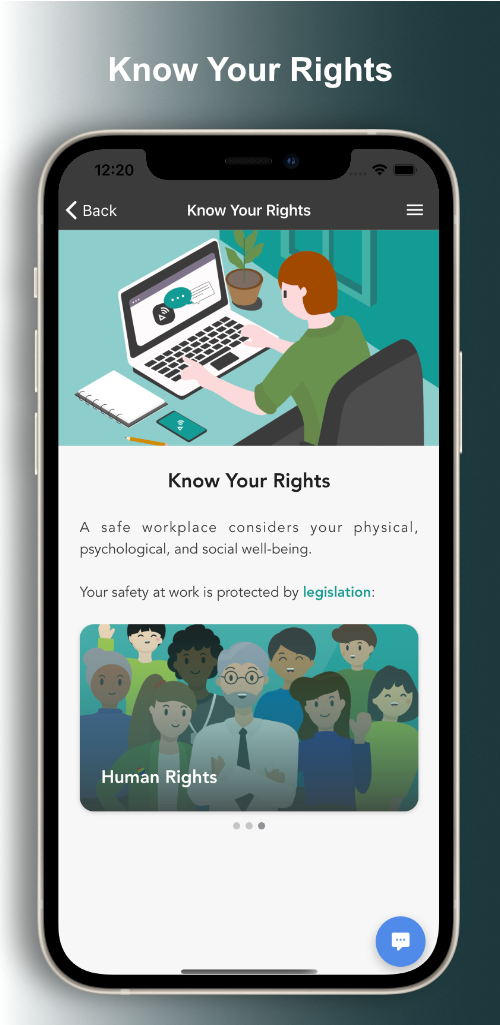 Know Your Rights
12:20
Back
Know Your Rights
Know Your Rights
A safe workplace considers your physical,
psychological, and social well-being.
Your safety at work is protected by legislation:
Human Rights